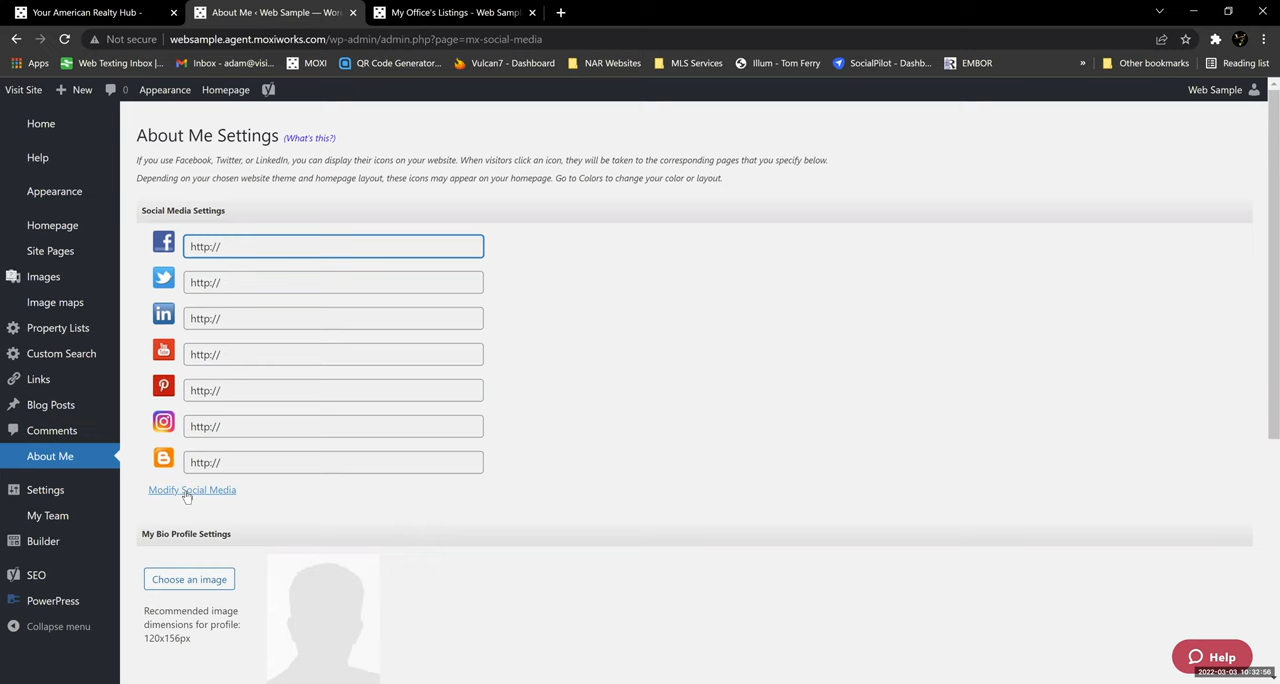 Your American Realty Hub -
About Me ‹ Web Sample — Wor
My Office's Listings - Web Samp
Not secure
websample.agent.moxiworks.com/wp-admin/admin.php?page=mx-social-media
Apps
Web Texting Inbox |...
Inbox - adam@visi...
MOXI
QR Code Generator...
Vulcan7 - Dashboard
NAR Websites
MLS Services
Illum - Tom Ferry
SocialPilot - Dashb...
EMBOR
»
Other bookmarks
Reading list
Visit Site
New
0
Appearance
Homepage
Web Sample
Home
Help
Appearance
Homepage
Site Pages
Images
Image maps
Property Lists
Custom Search
Links
Blog Posts
Comments
About Me
Settings
My Team
Builder
SEO
PowerPress
Collapse menu
About Me Settings (What's this?)
If you use Facebook, Twitter, or LinkedIn, you can display their icons on your website. When visitors click an icon, they will be taken to the corresponding pages that you specify below.
Depending on your chosen website theme and homepage layout, these icons may appear on your homepage. Go to Colors to change your color or layout.
Social Media Settings
http://
http://
http://
http://
http://
http://
http://
Modify Social Media
My Bio Profile Settings
Choose an image
Recommended image
dimensions for profile:
120x156px
Help
2022-03-03 10:32:56